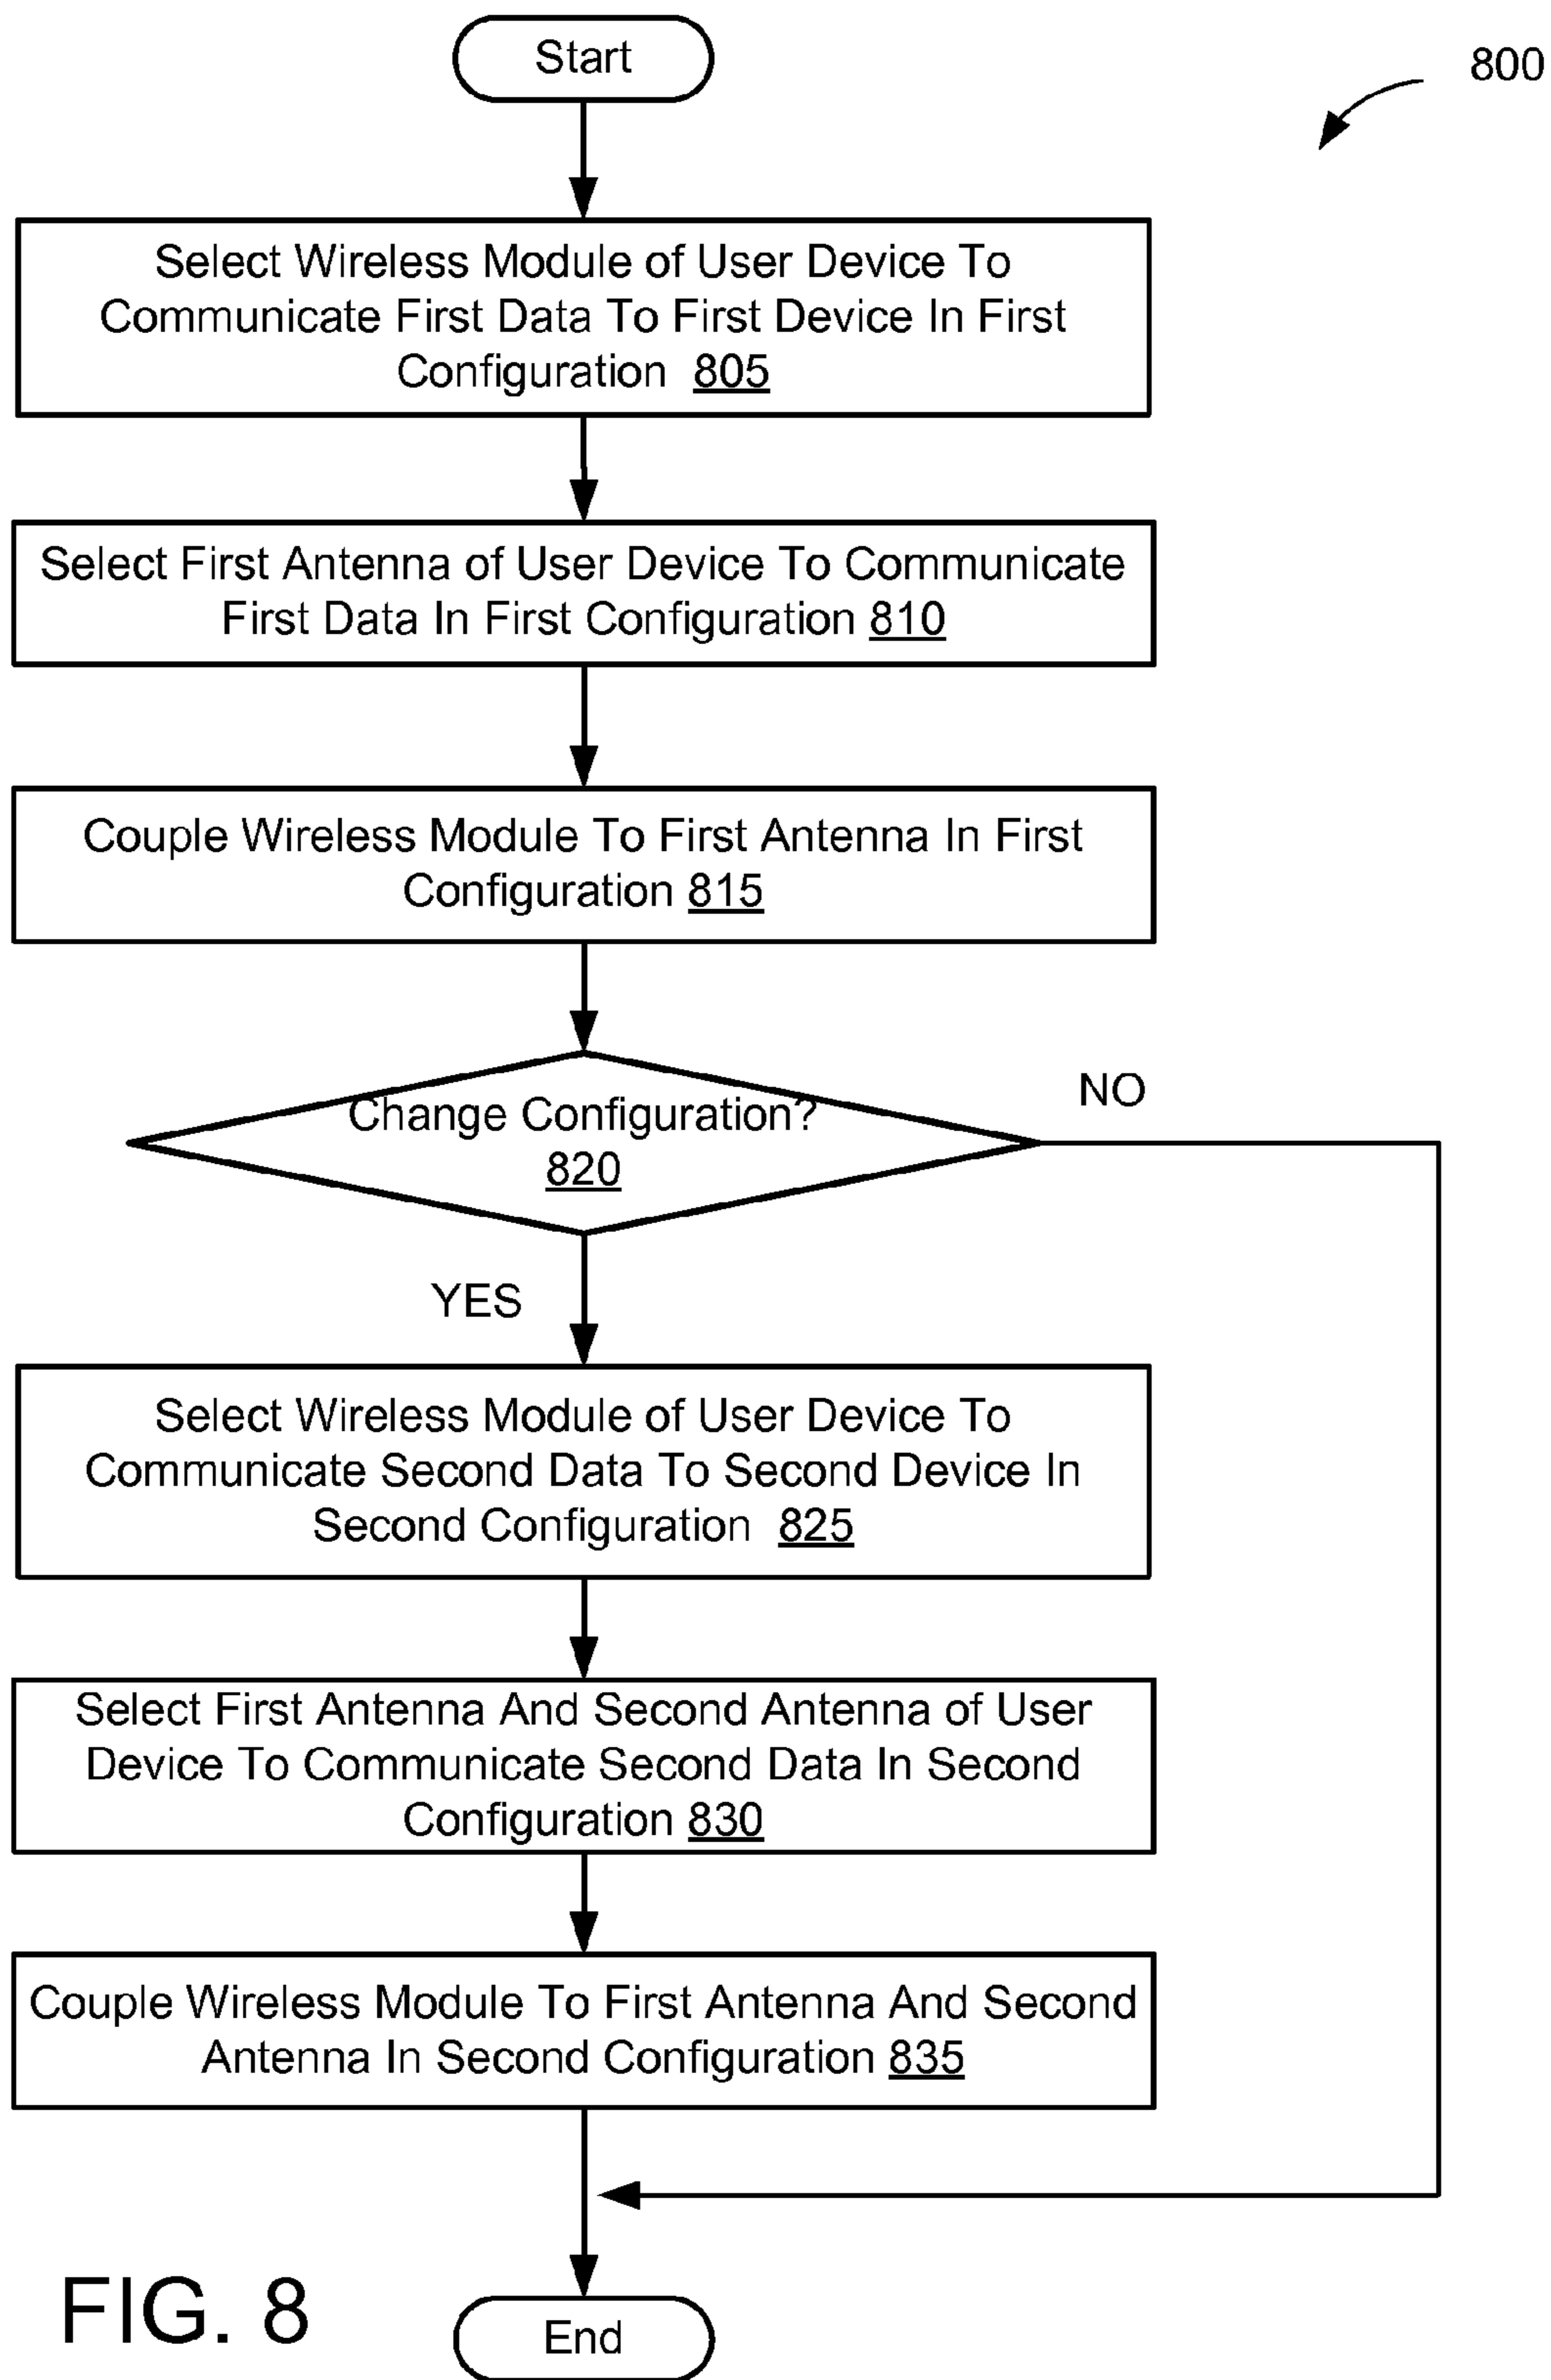 Start
800
Select Wireless Module of User Device To
Communicate First Data To First Device In First
Configuration 805
Select First Antenna of User Device To Communicate
First Data In First Configuration 810
Couple Wireless Module To First Antenna In First
Configuration 815
Change Configuration?
820
NO
YES
Select Wireless Module of User Device To
Communicate Second Data To Second Device In
Second Configuration 825
Select First Antenna And Second Antenna of User
Device To Communicate Second Data In Second
Configuration 830
Couple Wireless Module To First Antenna And Second
Antenna In Second Configuration 835
FIG. 8
End